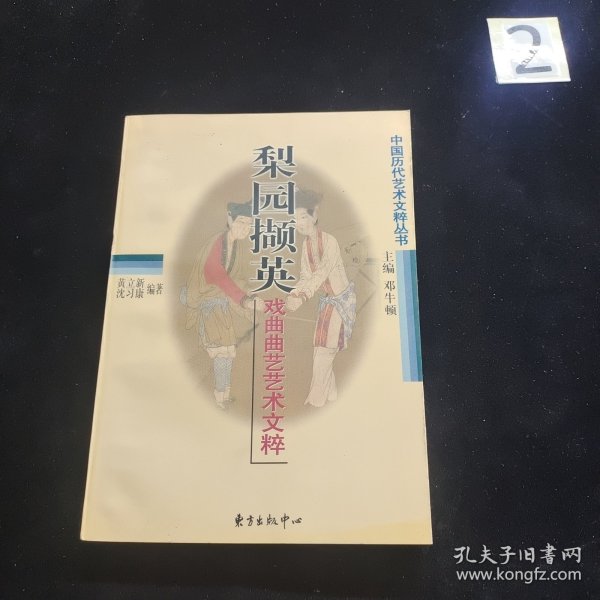 2
中国历代艺术文粹丛书
主编 邓牛顿
梨园撷英
戏曲曲艺艺术文粹
黄立新
沈习康
编著
东方出版中心
孔夫子旧书网
www.kongfz.com